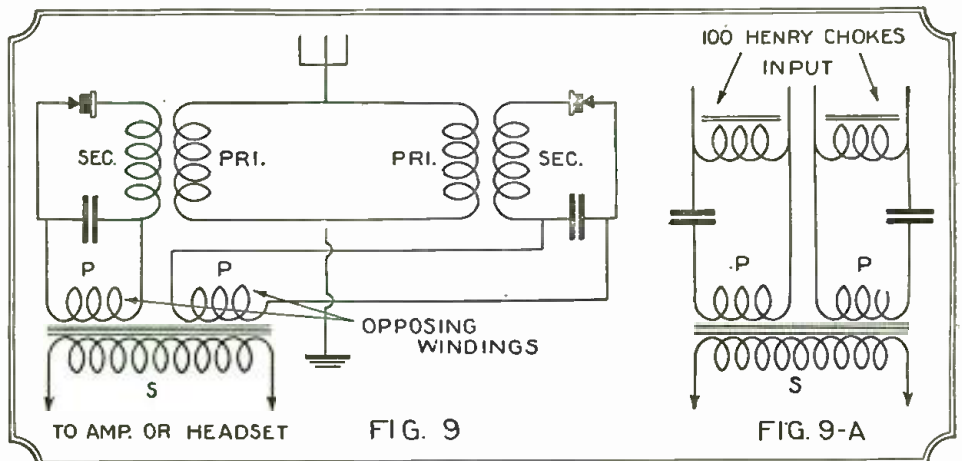 100 HENRY CHOKES
INPUT
SEC.
PRI.
PRI.
SEC.
P
P
OPPOSING
WINDINGS
S
TO AMP. OR HEADSET
FIG. 9
P
P
S
FIG. 9-A